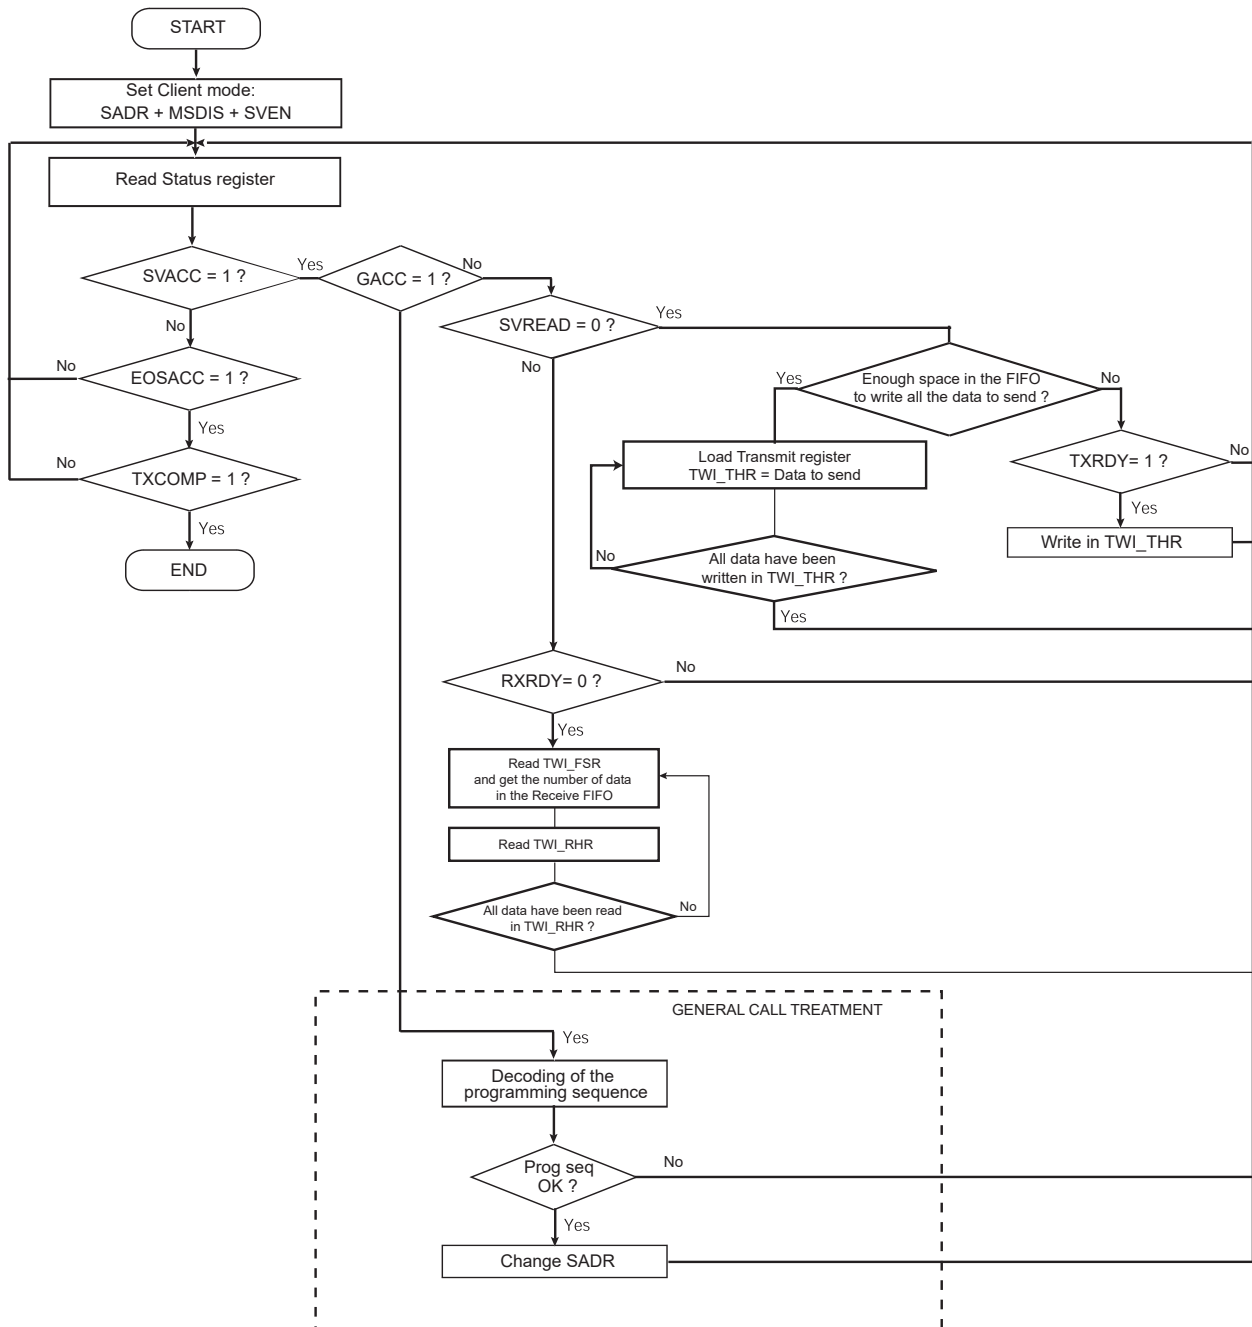 START
Set Client mode:
SADR + MSDIS + SVEN
Read Status register
SVACC = 1 ?
Yes
GACC = 1 ?
No
SVREAD = 0 ?
Yes
No
No
EOSACC = 1 ?
No
Yes
TXCOMP = 1 ?
No
Yes
END
Enough space in the FIFO
to write all the data to send ?
Yes
No
Load Transmit register
TWI_THR = Data to send
TXRDY= 1 ?
No
Yes
Write in TWI_THR
All data have been
written in TWI_THR ?
No
Yes
RXRDY= 0 ?
No
Yes
Read TWI_FSR
and get the number of data
in the Receive FIFO
Read TWI_RHR
All data have been read
in TWI_RHR ?
No
GENERAL CALL TREATMENT
Yes
Decoding of the
programming sequence
Prog seq
OK ?
No
Yes
Change SADR